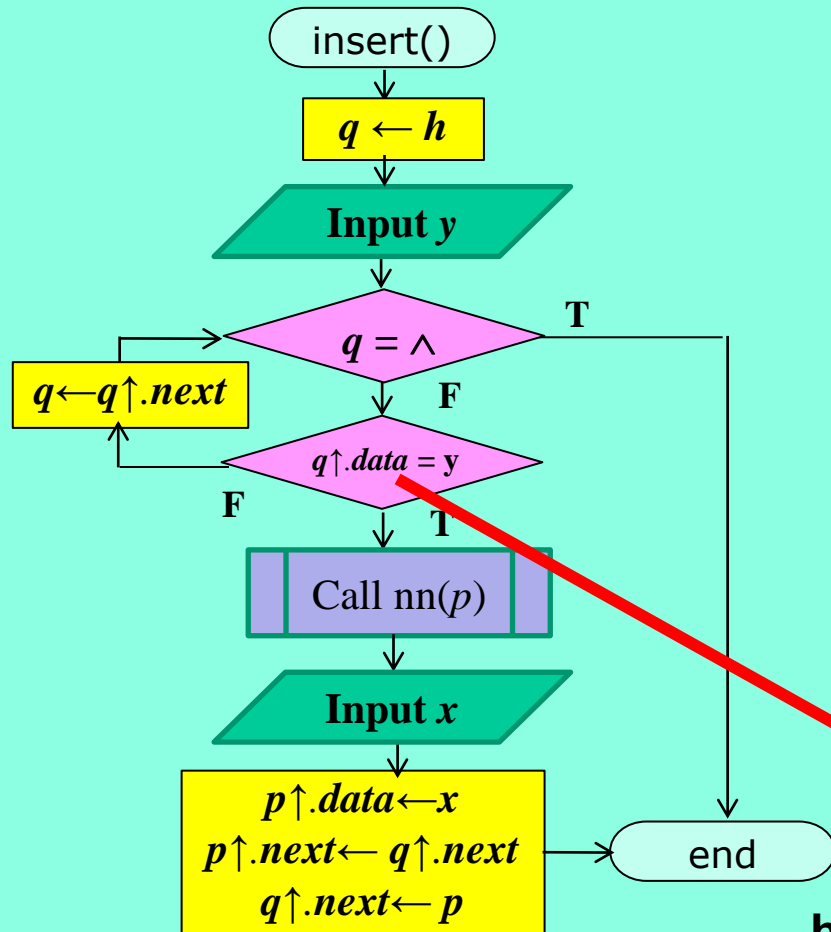 insert()
q ← h
Input y
q = ∧
T
q←q↑.next
F
q↑.data = y
F
T
Call nn(p)
Input x
p↑.data←x
p↑.next← q↑.next
q↑.next← p
end